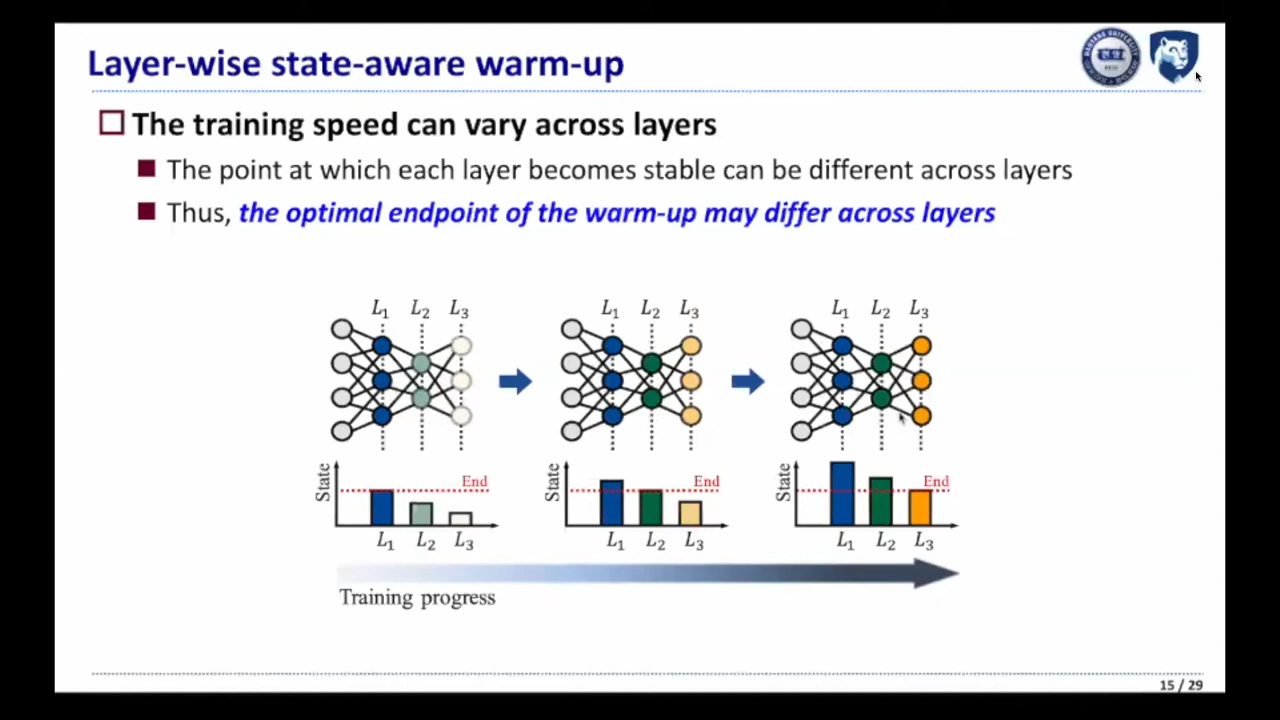 Layer-wise state-aware warm-up
The training speed can vary across layers
The point at which each layer becomes stable can be different across layers
Thus, the optimal endpoint of the warm-up may differ across layers
L₁ L₂ L₃
L₁ L₂ L₃
L₁ L₂ L₃
State
End
L₁ L₂ L₃
State
End
L₁ L₂ L₃
State
End
L₁ L₂ L₃
Training progress
15 / 29